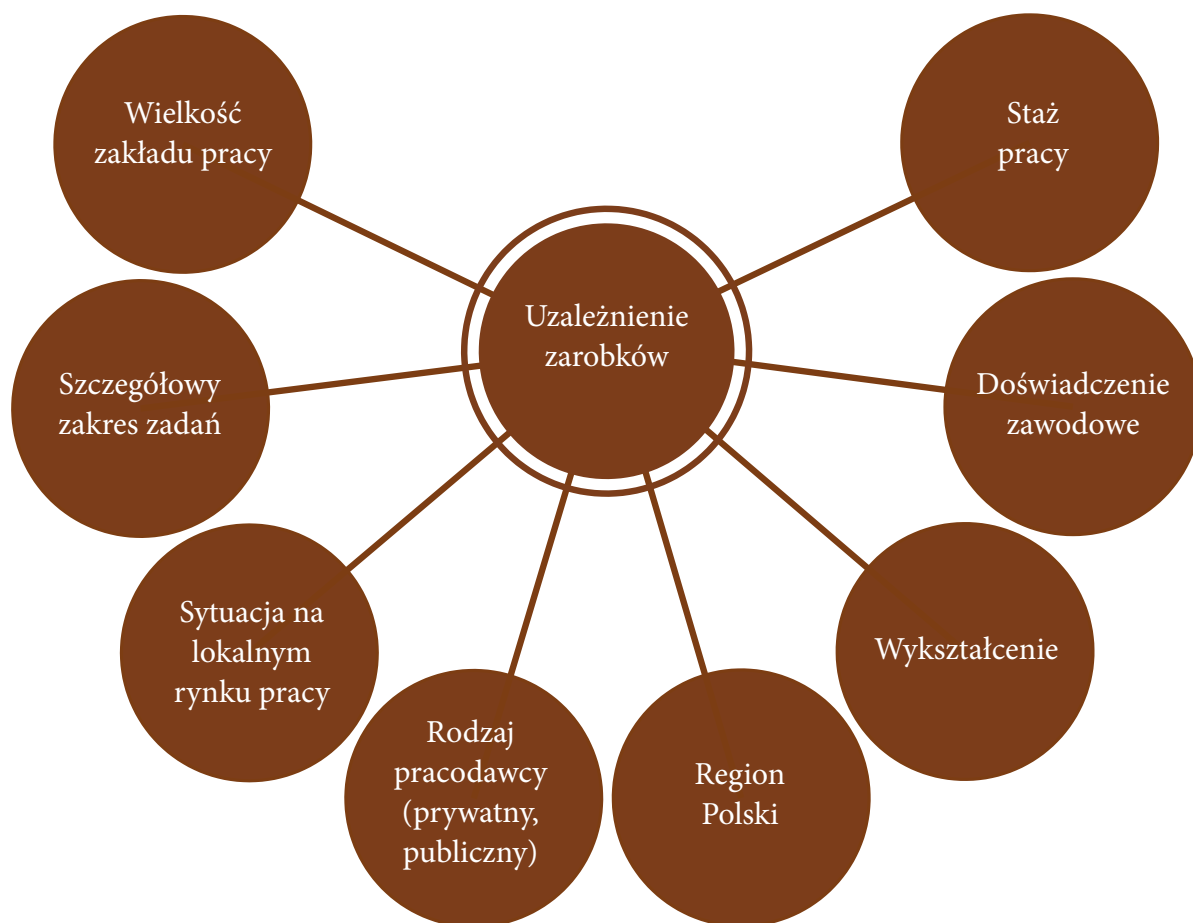 Wielkość
zakładu pracy
Staż
pracy
Uzależnienie
zarobków
Szczegółowy
zakres zadań
Doświadczenie
zawodowe
Sytuacja na
lokalnym
rynku pracy
Wykształcenie
Rodzaj
pracodawcy
(prywatny,
publiczny)
Region
Polski